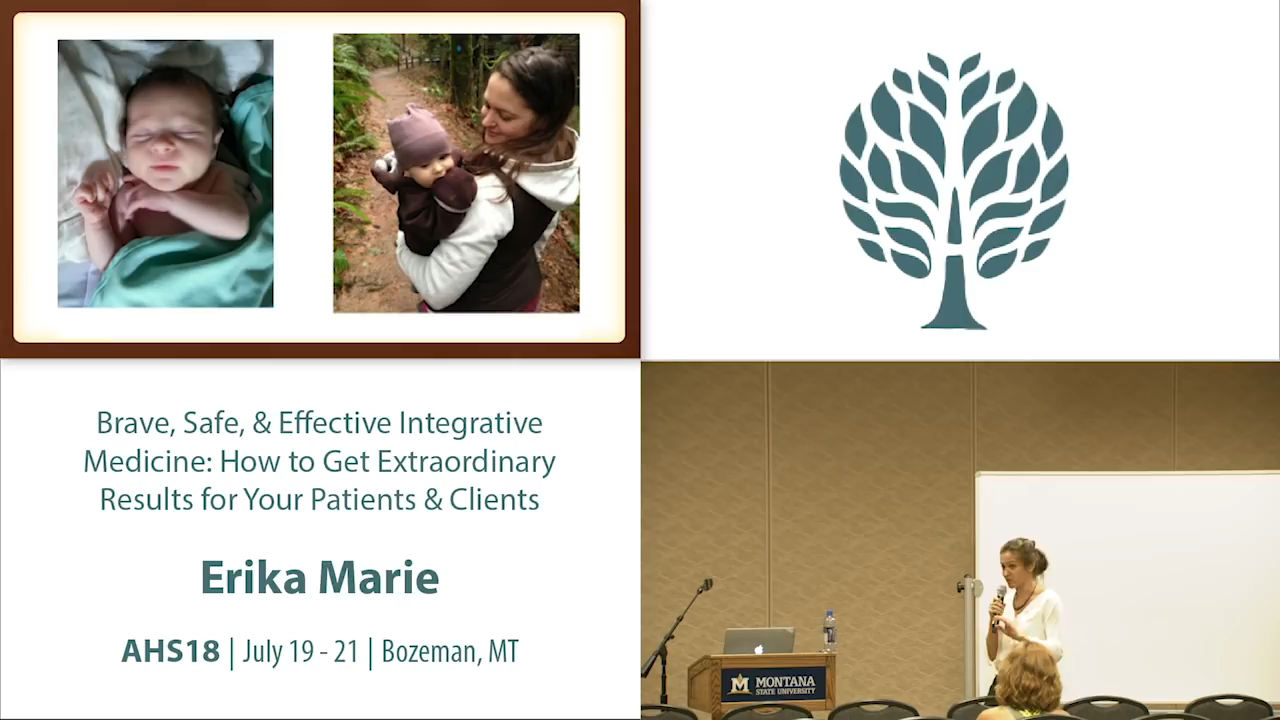 Brave, Safe, & Effective Integrative
Medicine: How to Get Extraordinary
Results for Your Patients & Clients
Erika Marie
AHS18 | July 19 - 21 | Bozeman, MT
MONTANA
STATE UNIVERSITY